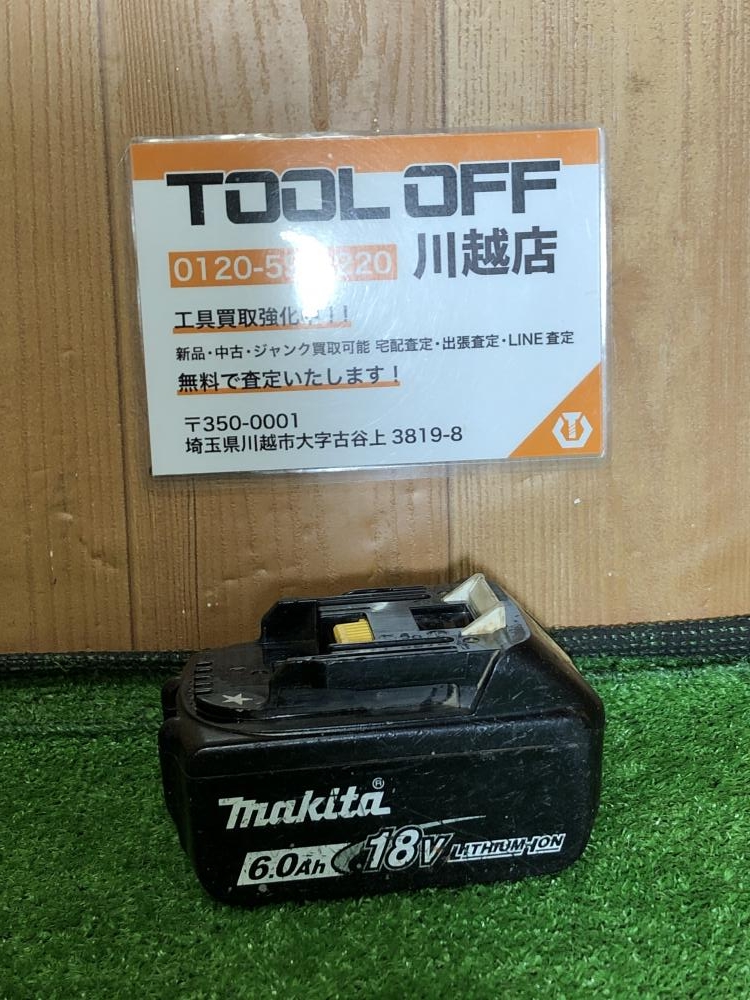 TOOL OFF
川越店
工具買取強化中!!
新品・中古・ジャンク買取可能 宅配査定・出張査定・LINE査定
無料で査定いたします！
〒350-0001
埼玉県川越市大字古谷上 3819-8
makita®
6.0Ah 18V LITHIUM-ION